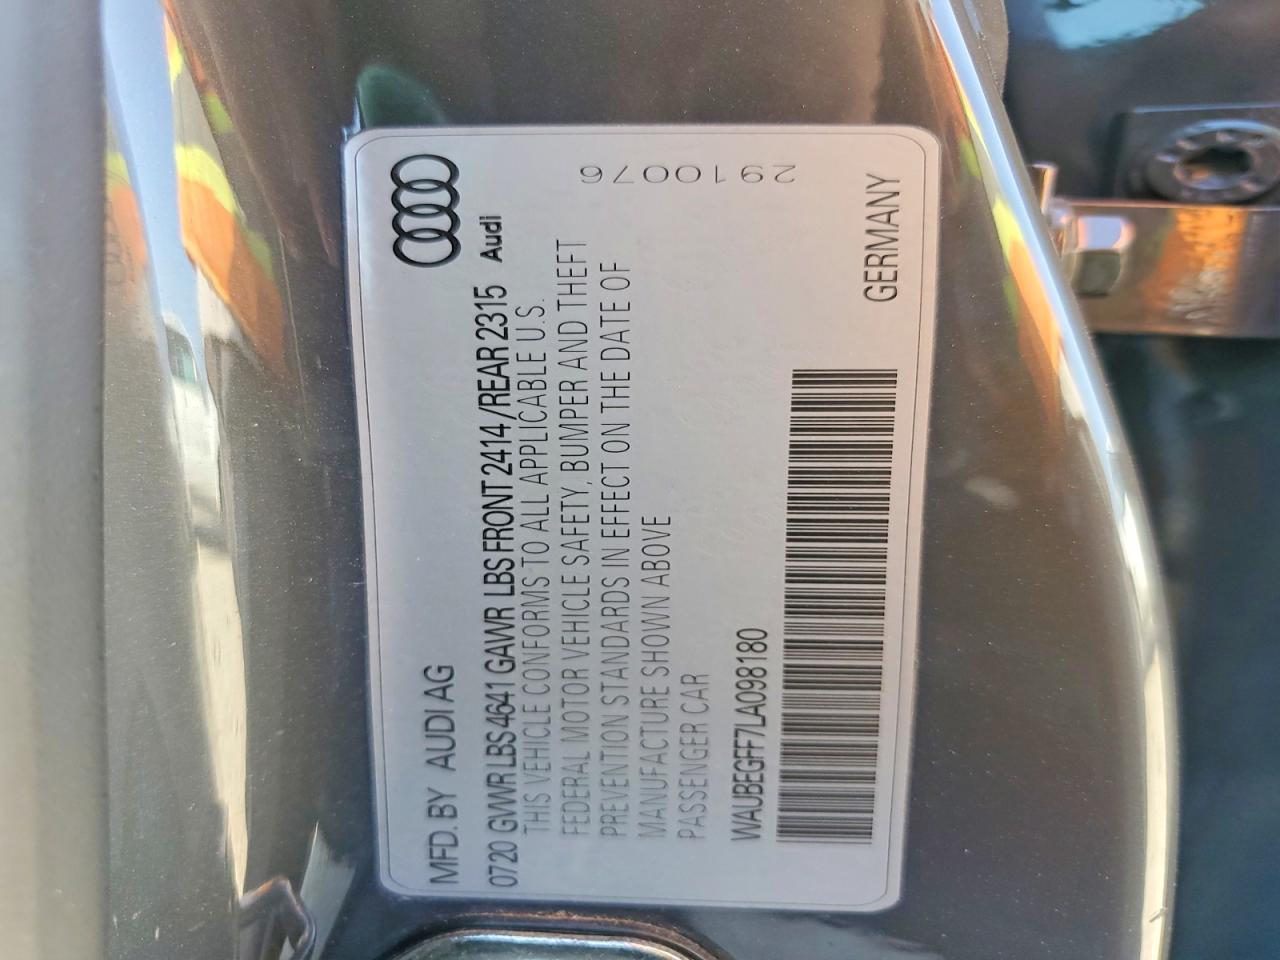 MFD. BY AUDI AG
0720 GVWR LBS 4641 GAWR LBS FRONT 2414 /REAR 2315
Audi
THIS VEHICLE CONFORMS TO ALL APPLICABLE U.S.
FEDERAL MOTOR VEHICLE SAFETY, BUMPER AND THEFT
PREVENTION STANDARDS IN EFFECT ON THE DATE OF
MANUFACTURE SHOWN ABOVE
PASSENGER CAR
2910076
WAUBEGFF7LA098180
GERMANY